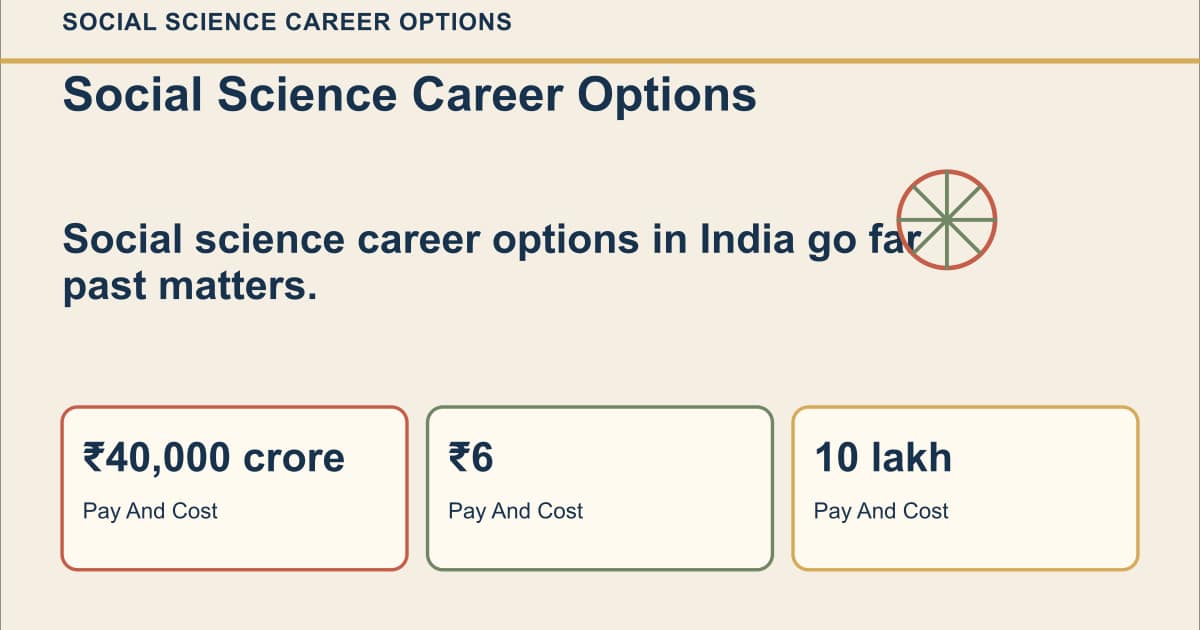 SOCIAL SCIENCE CAREER OPTIONS
Social Science Career Options
Social science career options in India go far
past matters.
₹40,000 crore
Pay And Cost
₹6
Pay And Cost
10 lakh
Pay And Cost